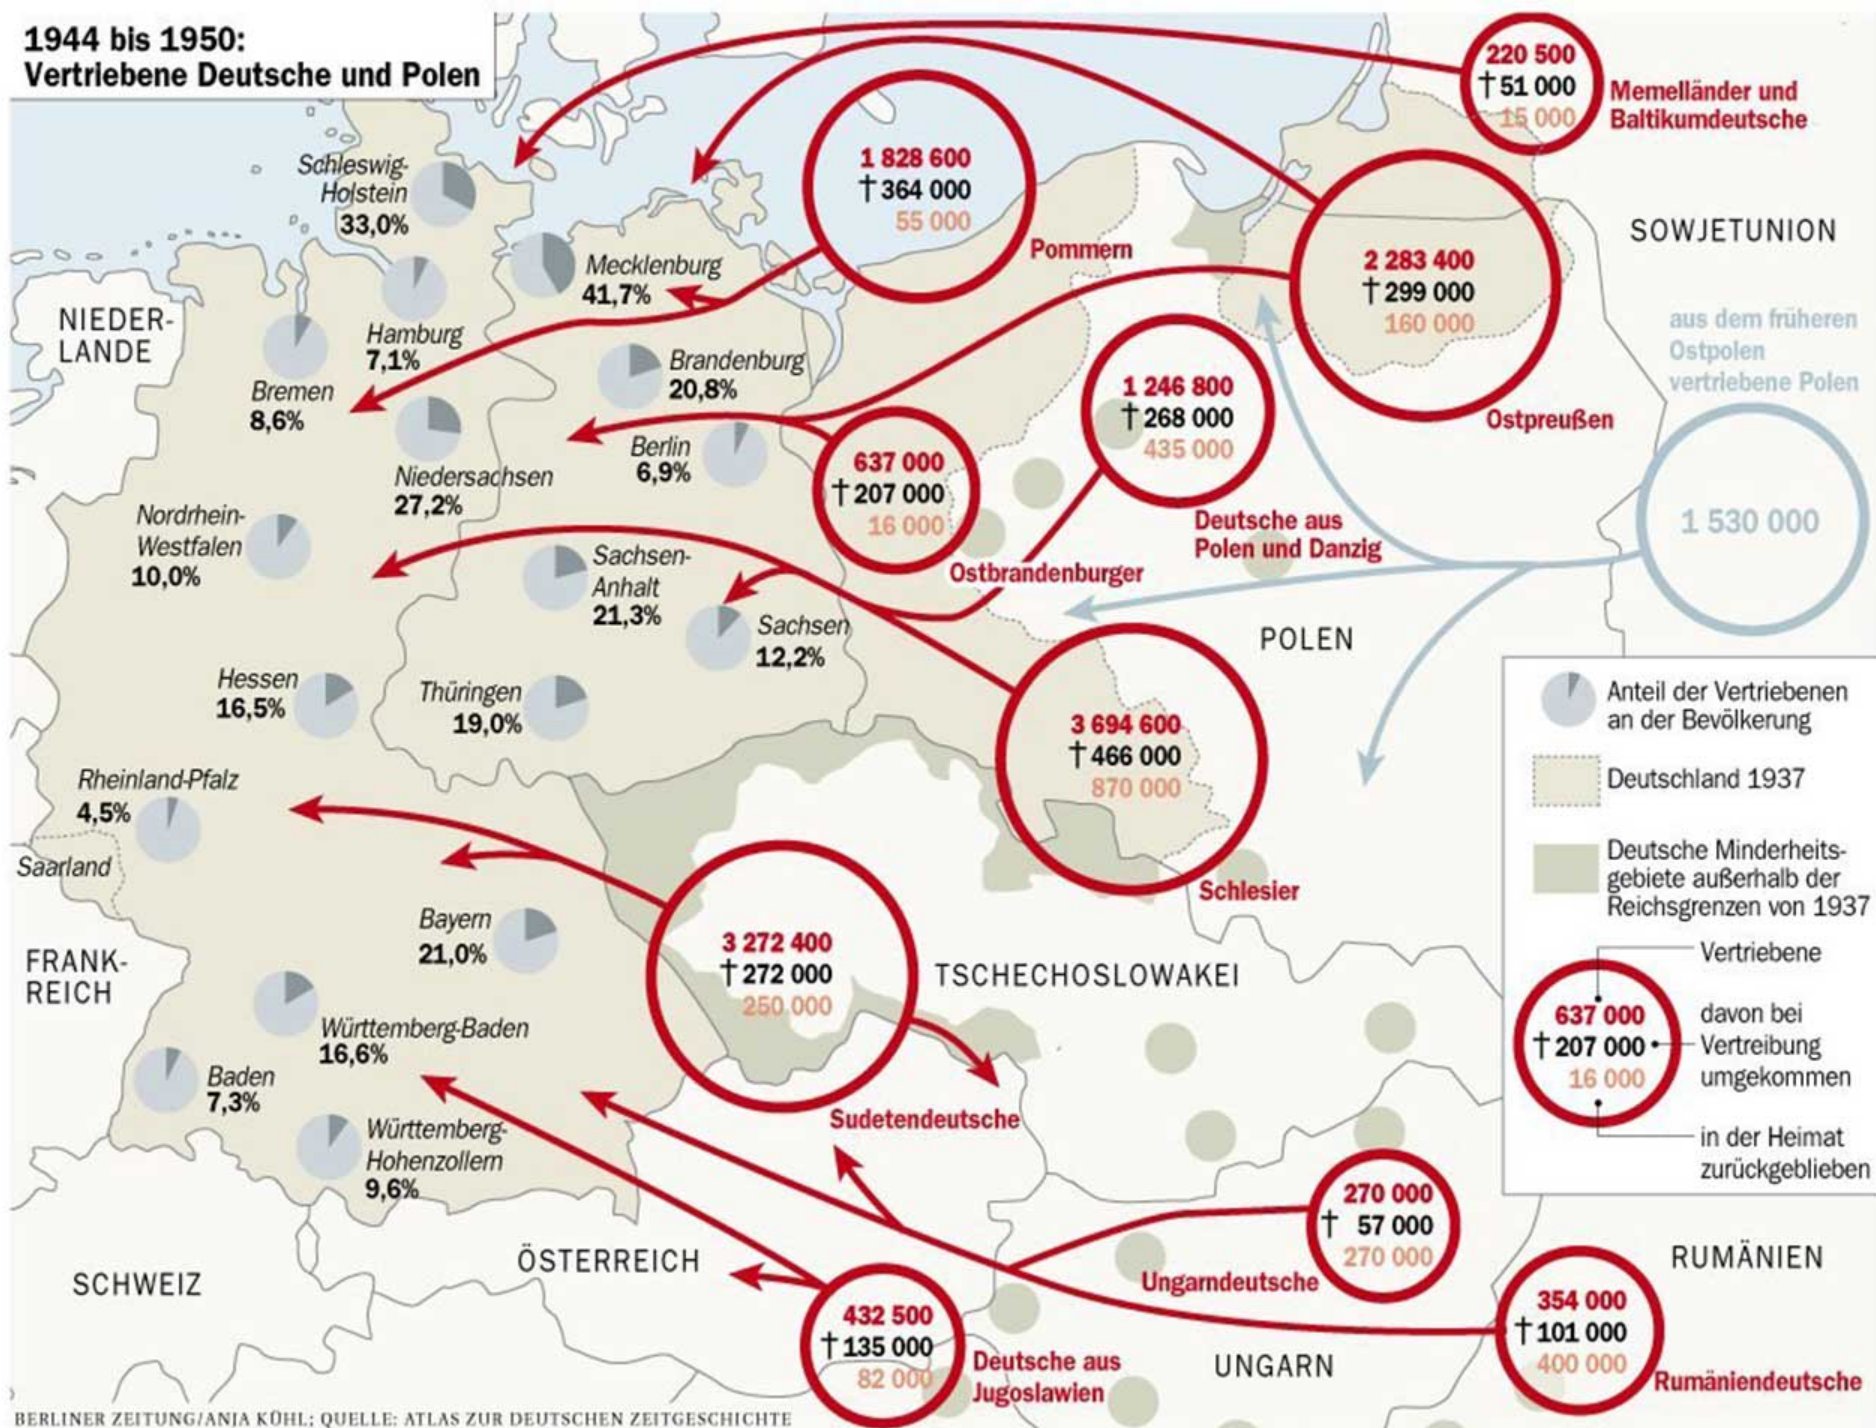 1944 bis 1950:
Vertriebene Deutsche und Polen
220 500
† 51 000
15 000
Memelländer und
Baltikumdeutsche
1 828 600
† 364 000
55 000
Pommern
2 283 400
† 299 000
160 000
Ostpreußen
SOWJETUNION
aus dem früheren
Ostpolen
vertriebene Polen
1 530 000
Schleswig-
Holstein
33,0%
Mecklenburg
41,7%
NIEDER-
LANDE
Hamburg
7,1%
Bremen
8,6%
Brandenburg
20,8%
Berlin
6,9%
Niedersachsen
27,2%
1 246 800
† 268 000
435 000
Deutsche aus
Polen und Danzig
637 000
† 207 000
16 000
Ostbrandenburger
Nordrhein-
Westfalen
10,0%
Sachsen-
Anhalt
21,3%
Sachsen
12,2%
POLEN
Hessen
16,5%
Thüringen
19,0%
3 694 600
† 466 000
870 000
Schlesier
Rheinland-Pfalz
4,5%
Saarland
Bayern
21,0%
FRANK-
REICH
3 272 400
† 272 000
250 000
Sudetendeutsche
TSCHECHOSLOWAKEI
Württemberg-Baden
16,6%
Baden
7,3%
Württemberg-
Hohenzollern
9,6%
SCHWEIZ
ÖSTERREICH
432 500
† 135 000
82 000
Deutsche aus
Jugoslawien
270 000
† 57 000
270 000
Ungarndeutsche
UNGARN
RUMÄNIEN
354 000
† 101 000
400 000
Rumäniendeutsche
Anteil der Vertriebenen
an der Bevölkerung
Deutschland 1937
Deutsche Minderheits-
gebiete außerhalb der
Reichsgrenzen von 1937
Vertriebene
637 000
† 207 000
16 000
davon bei
Vertreibung
umgekommen
in der Heimat
zurückgeblieben
BERLINER ZEITUNG/ANJA KÜHL; QUELLE: ATLAS ZUR DEUTSCHEN ZEITGESCHICHTE